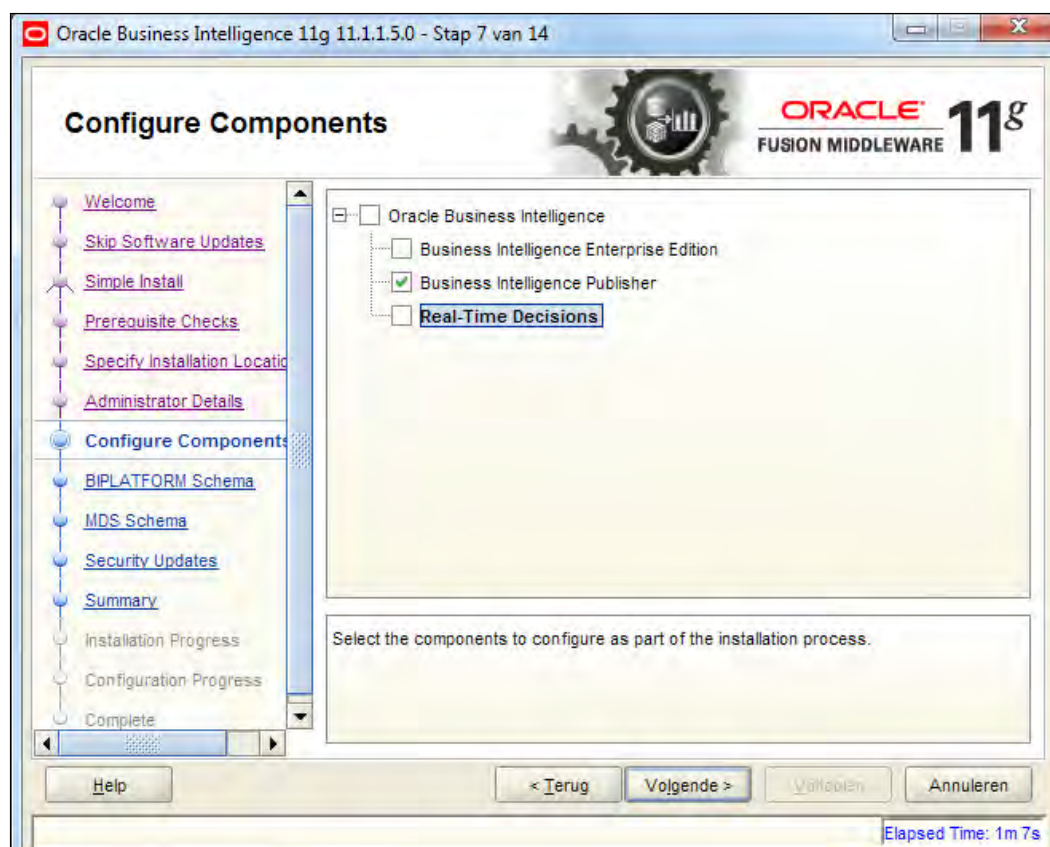 Oracle Business Intelligence 11g 11.1.1.5.0 - Stap 7 van 14
Configure Components
ORACLE
FUSION MIDDLEWARE
11g
Welcome
Skip Software Updates
Simple Install
Prerequisite Checks
Specify Installation Locatio
Administrator Details
Configure Components
BIPLATFORM Schema
MDS Schema
Security Updates
Summary
Installation Progress
Configuration Progress
Complete
Oracle Business Intelligence
Business Intelligence Enterprise Edition
Business Intelligence Publisher
Real-Time Decisions
Select the components to configure as part of the installation process.
Help
< Terug
Volgende >
Voltooien
Annuleren
Elapsed Time: 1m 7s